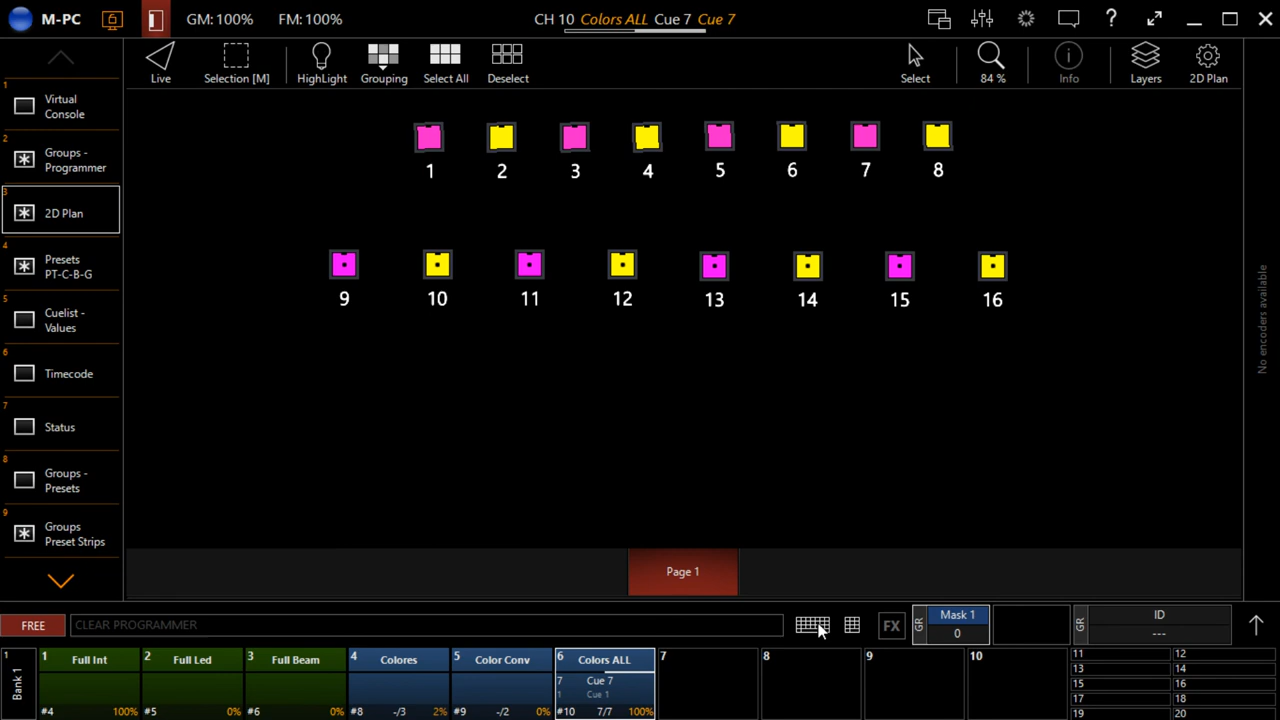 M-PC 6 GM: 100% FM: 100% CH 10 Colors ALL Cue 7 Cue 7 ?
Live Selection [M] HighLight Grouping Select All Deselect Select 84 % Info Layers 2D Plan
1 Virtual
Console
2 Groups -
Programmer
3 2D Plan
4 Presets
PT-C-B-G
5 Cuelist -
Values
6 Timecode
7 Status
8 Groups -
Presets
9 Groups
Preset Strips
1 2 3 4 5 6 7 8
9 10 11 12 13 14 15 16
No encoders available
Page 1
FREE CLEAR PROGRAMMER FX GR Mask 1 GR ID
0 ---
1 Bank 1
1 Full Int 2 Full Led 3 Full Beam 4 Colores 5 Color Conv 6 Colors ALL 7 8 9 10
7 Cue 7
1 Cue 1
#4 100% #5 0% #6 0% #8 -/3 2% #9 -/2 0% #10 7/7 100%
11 12
13 14
15 16
17 18
19 20